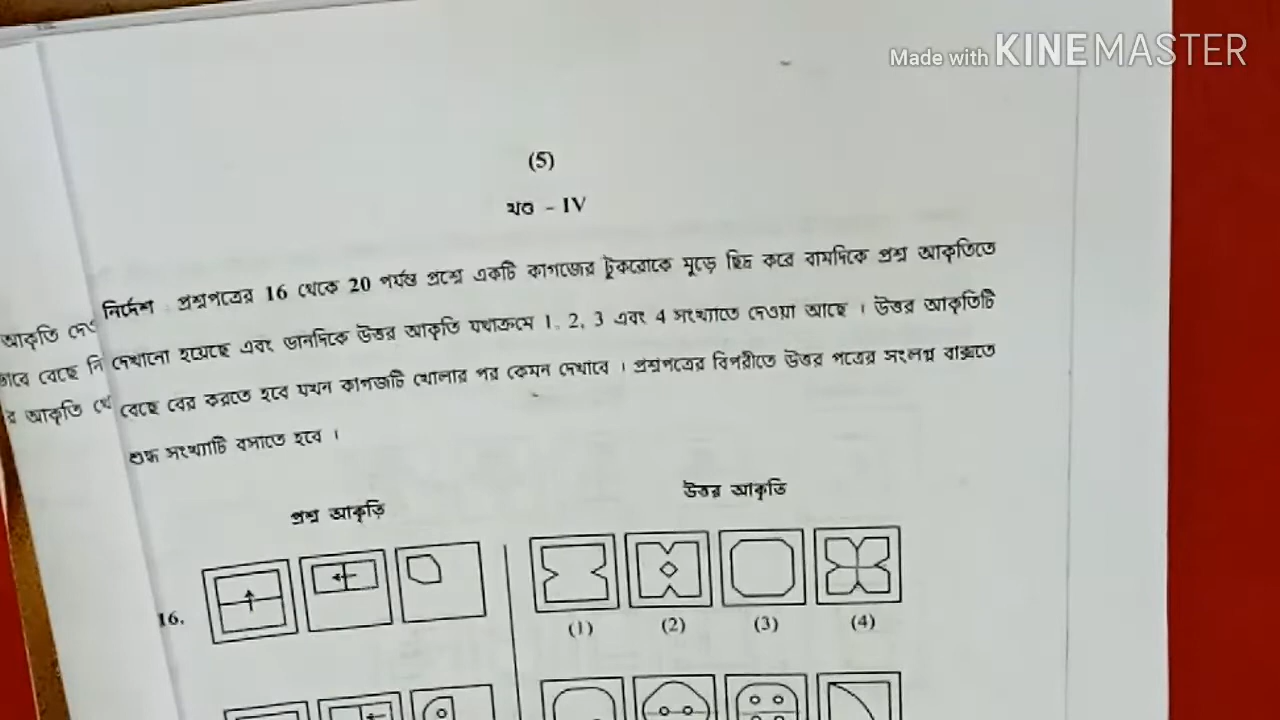 Made with KINEMASTER
(5)
খণ্ড - IV
নির্দেশ : প্রশ্নপত্রের 16 থেকে 20 পর্যন্ত প্রশ্নে একটি কাগজের টুকরোকে মুড়ে ছিদ্র করে বামদিকে প্রশ্ন আকৃতিতে
আকৃতি দেও
দেখানো হয়েছে এবং ডানদিকে উত্তর আকৃতি যথাক্রমে 1, 2, 3 এবং 4 সংখ্যাতে দেওয়া আছে । উত্তর আকৃতিটি
বেছে নি
বেছে বের করতে হবে যখন কাগজটি খোলার পর কেমন দেখাবে । প্রশ্নপত্রের বিপরীতে উত্তর পত্রের সংলগ্ন বাক্সতে
র আকৃতি
শুদ্ধ সংখ্যাটি বসাতে হবে ।
প্রশ্ন আকৃতি
উত্তর আকৃতি
16.
(1) (2) (3) (4)